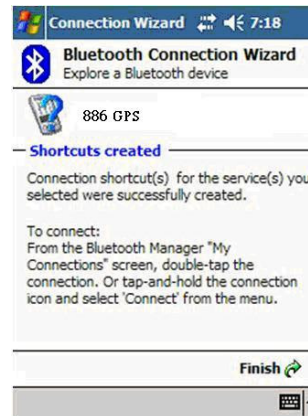 Connection Wizard 7:18
Bluetooth Connection Wizard
Explore a Bluetooth device
886 GPS
Shortcuts created
Connection shortcut(s) for the service(s) you
selected were successfully created.
To connect:
From the Bluetooth Manager "My
Connections" screen, double-tap the
connection. Or tap-and-hold the connection
icon and select 'Connect' from the menu.
Finish